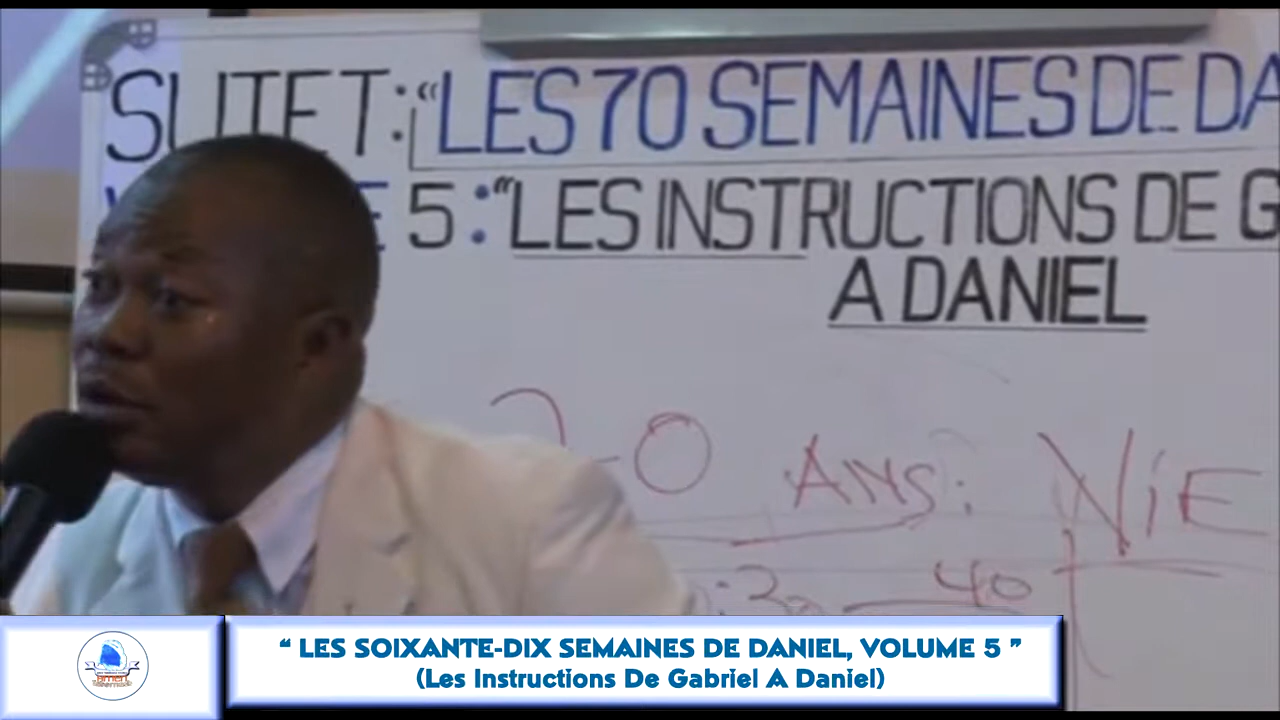 SUJET: "LES 70 SEMAINES DE DA
5 : "LES INSTRUCTIONS DE G
A DANIEL
70 ANS: VIE
40
“ LES SOIXANTE-DIX SEMAINES DE DANIEL, VOLUME 5 ”
(Les Instructions De Gabriel A Daniel)